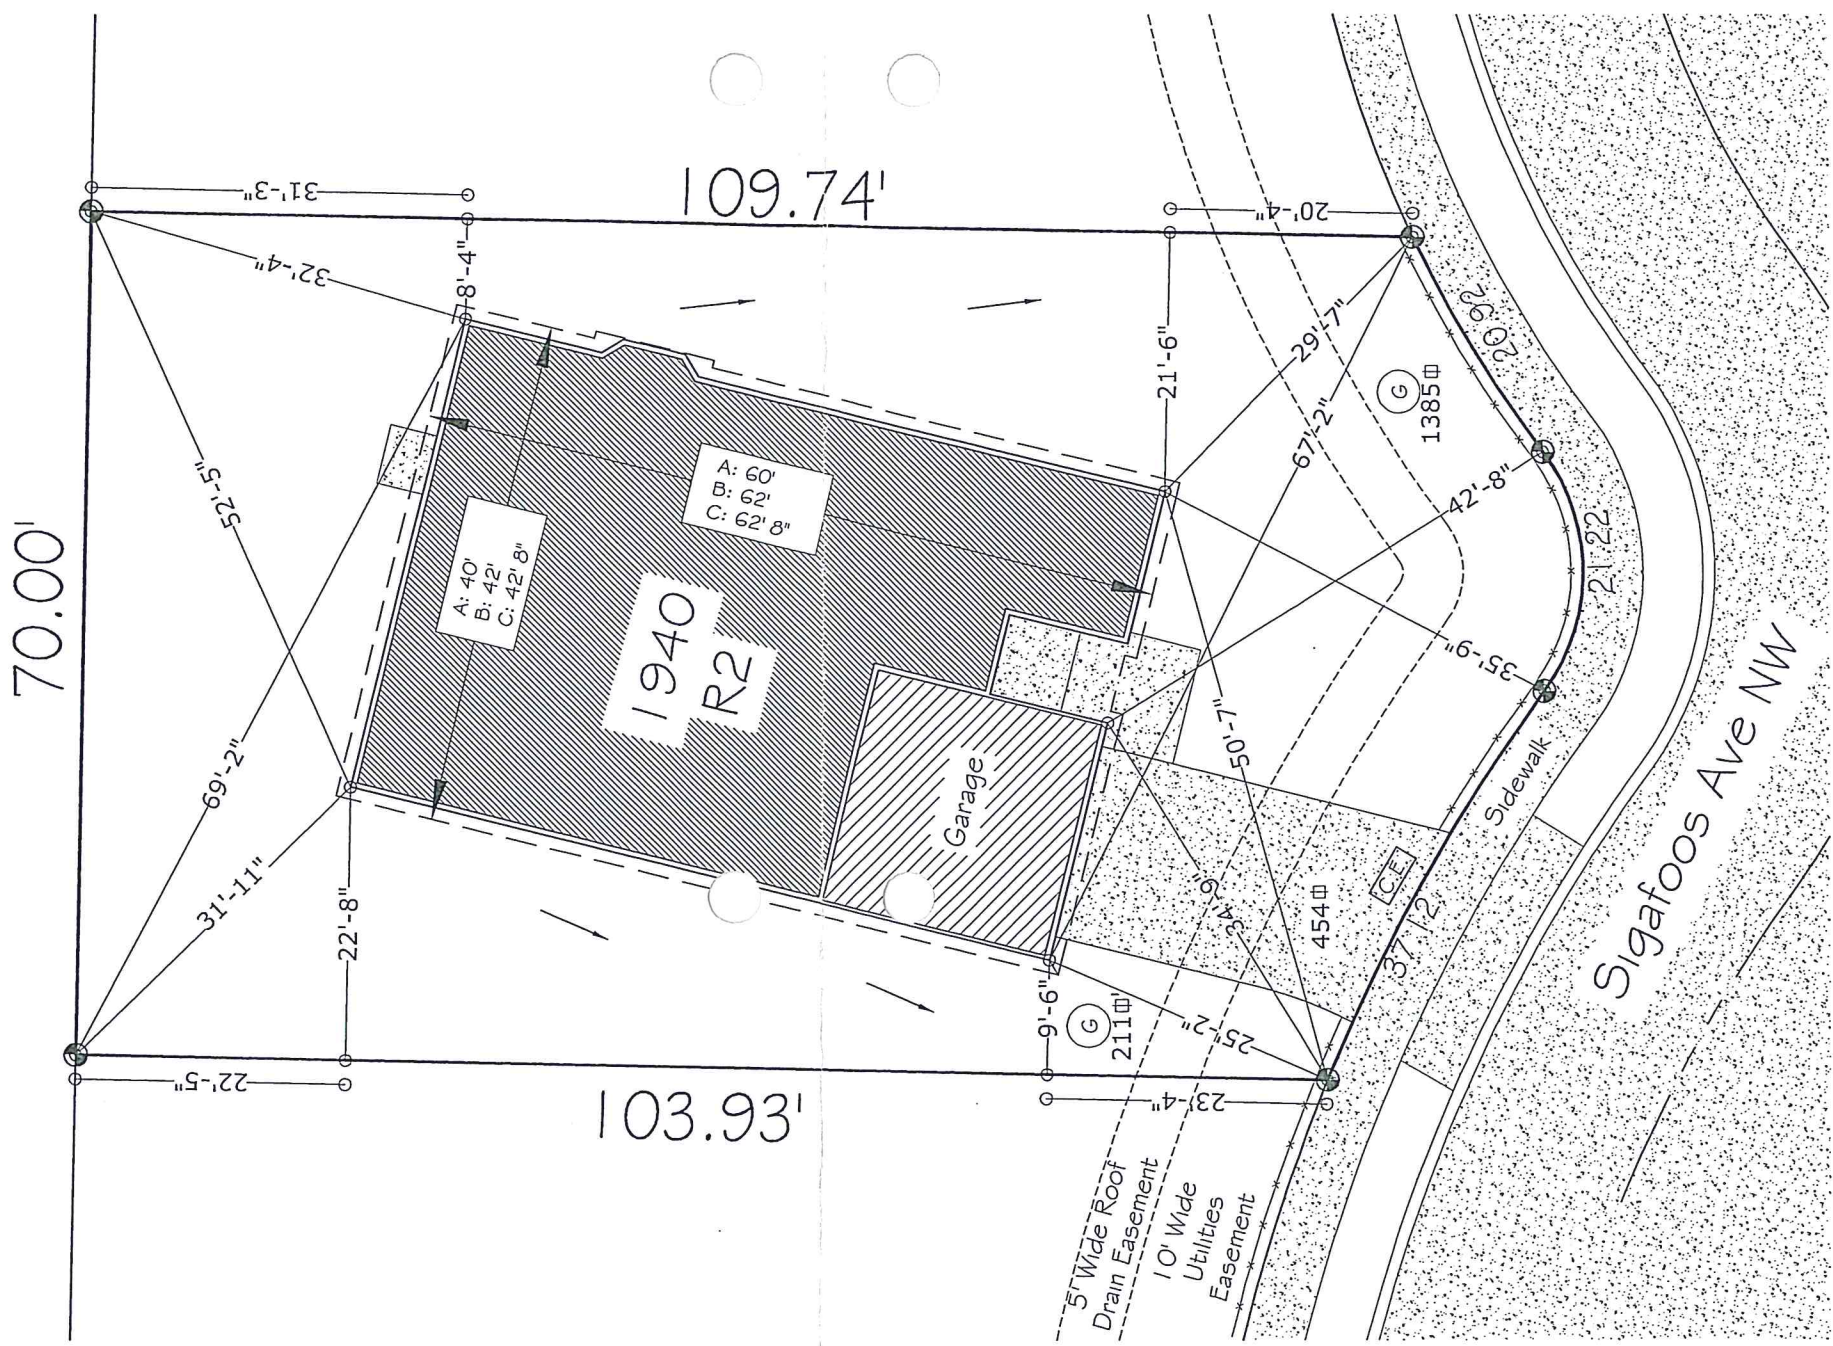 109.74'
31'-3"
20'-4"
8'-4"
32'-4"
21'-6"
29'-7"
20.92
67'-2"
G
1385⌷
A: 60'
B: 62'
C: 62' 8"
52'-5"
42'-8"
70.00'
A: 40'
B: 42'
C: 42' 8"
21.22
1940
R2
35'-9"
69'-2"
50'-7"
Garage
Sidewalk
Sigafoos Ave NW
31'-11"
34'-9"
C.E.
454⌷
37.12
22'-8"
9'-6"
G
211⌷'
25'-2"
22'-5"
23'-4"
103.93'
5' Wide Roof
Drain Easement
10' Wide
Utilities
Easement